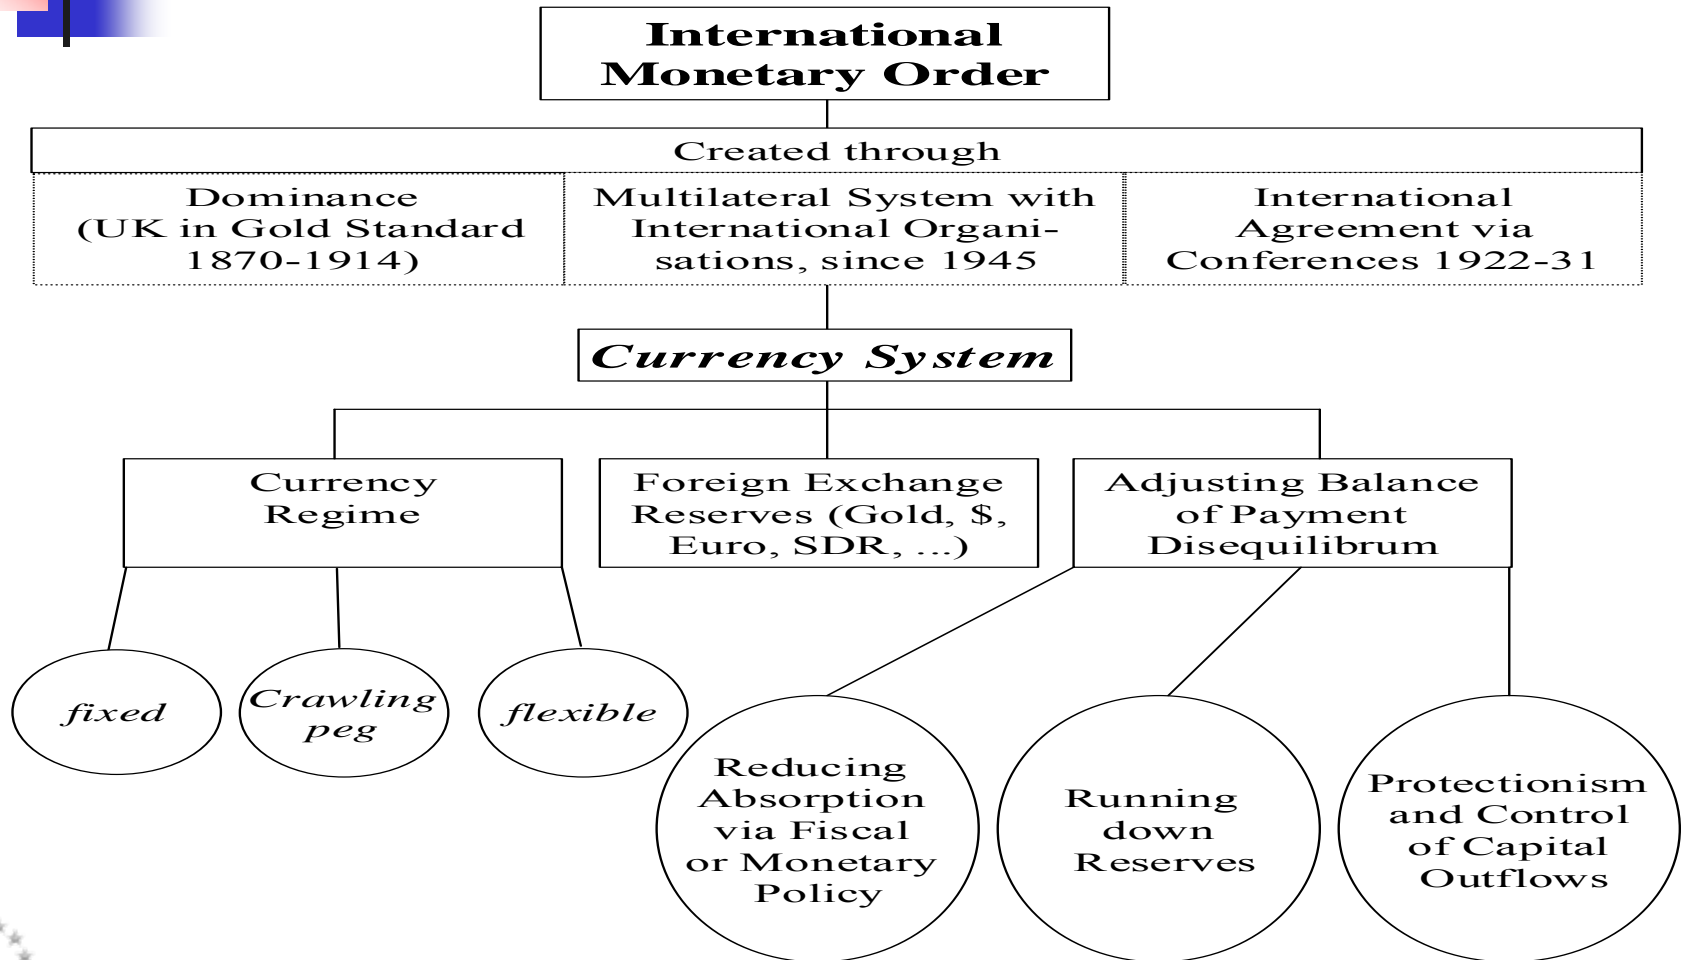 International
Monetary Order
Created through
Dominance
(UK in Gold Standard
1870-1914)
Multilateral System with
International Organi-
sations, since 1945
International
Agreement via
Conferences 1922-31
Currency System
Currency
Regime
Foreign Exchange
Reserves (Gold, $,
Euro, SDR, ...)
Adjusting Balance
of Payment
Disequilibrum
fixed
Crawling
peg
flexible
Reducing
Absorption
via Fiscal
or Monetary
Policy
Running
down
Reserves
Protectionism
and Control
of Capital
Outflows